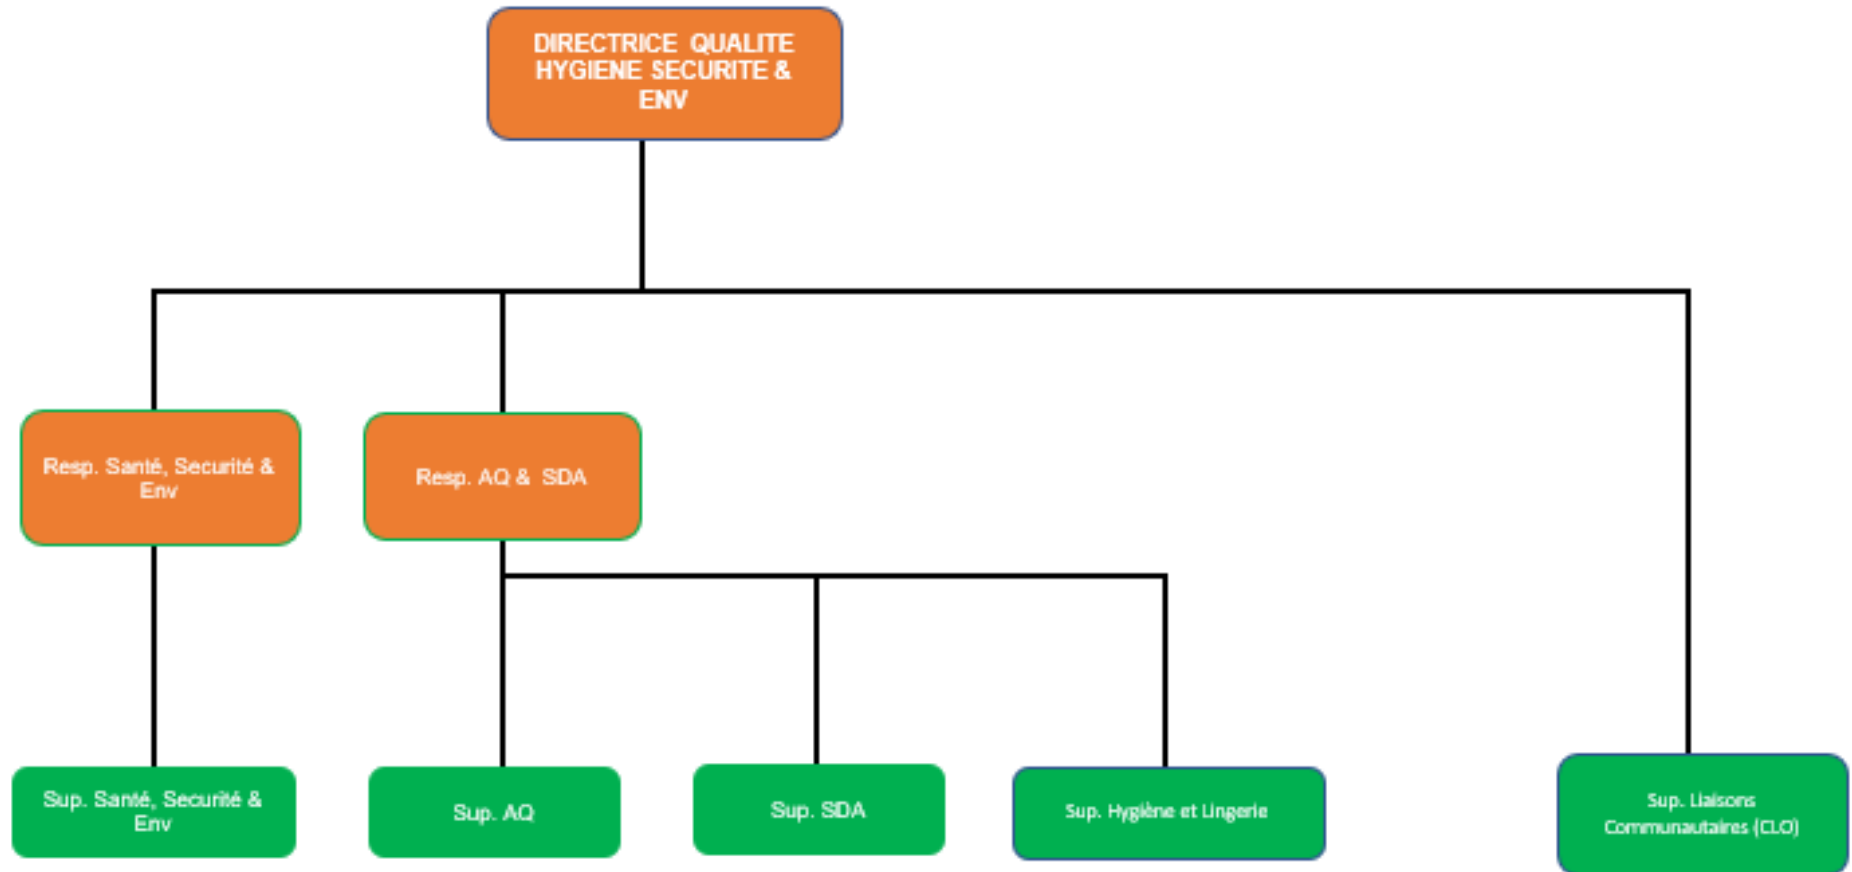 DIRECTRICE QUALITE
HYGIENE SECURITE &
ENV
Resp. Santé, Securité &
Env
Resp. AQ & SDA
Sup. Santé, Securité &
Env
Sup. AQ
Sup. SDA
Sup. Hygiène et Lingerie
Sup. Liaisons
Communautaires (CLO)